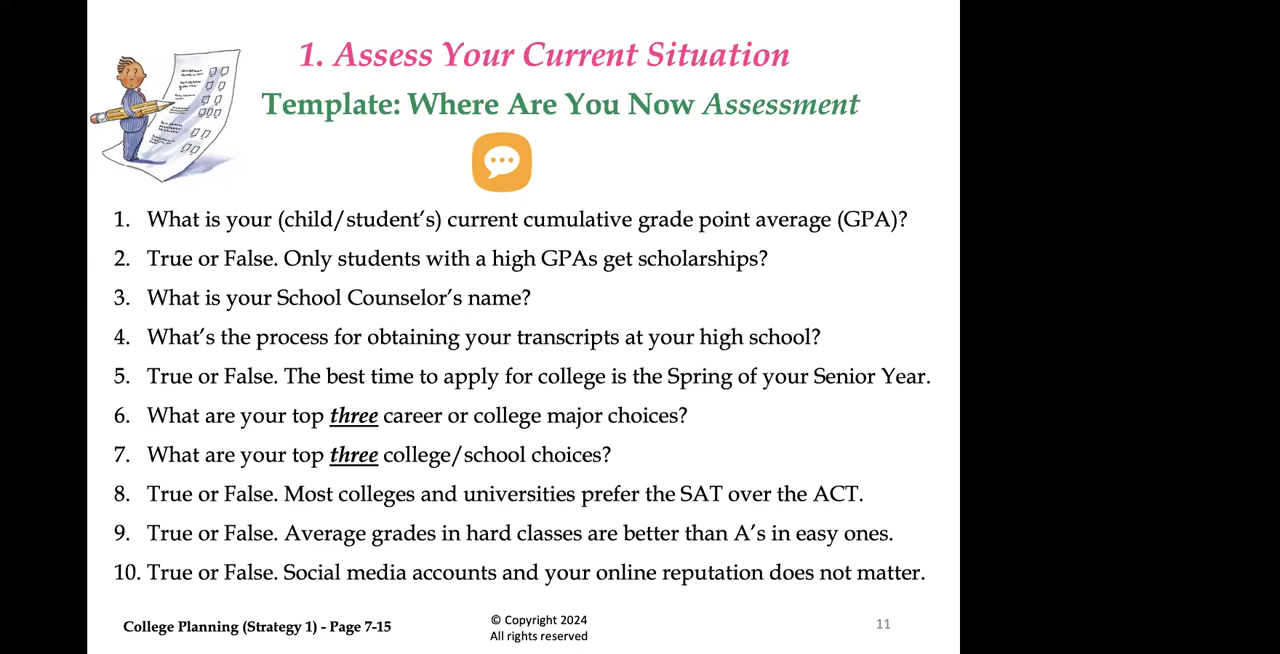 1. Assess Your Current Situation
Template: Where Are You Now Assessment
1. What is your (child/student's) current cumulative grade point average (GPA)?
2. True or False. Only students with a high GPAs get scholarships?
3. What is your School Counselor's name?
4. What's the process for obtaining your transcripts at your high school?
5. True or False. The best time to apply for college is the Spring of your Senior Year.
6. What are your top three career or college major choices?
7. What are your top three college/school choices?
8. True or False. Most colleges and universities prefer the SAT over the ACT.
9. True or False. Average grades in hard classes are better than A's in easy ones.
10. True or False. Social media accounts and your online reputation does not matter.
College Planning (Strategy 1) - Page 7-15
© Copyright 2024
All rights reserved
11